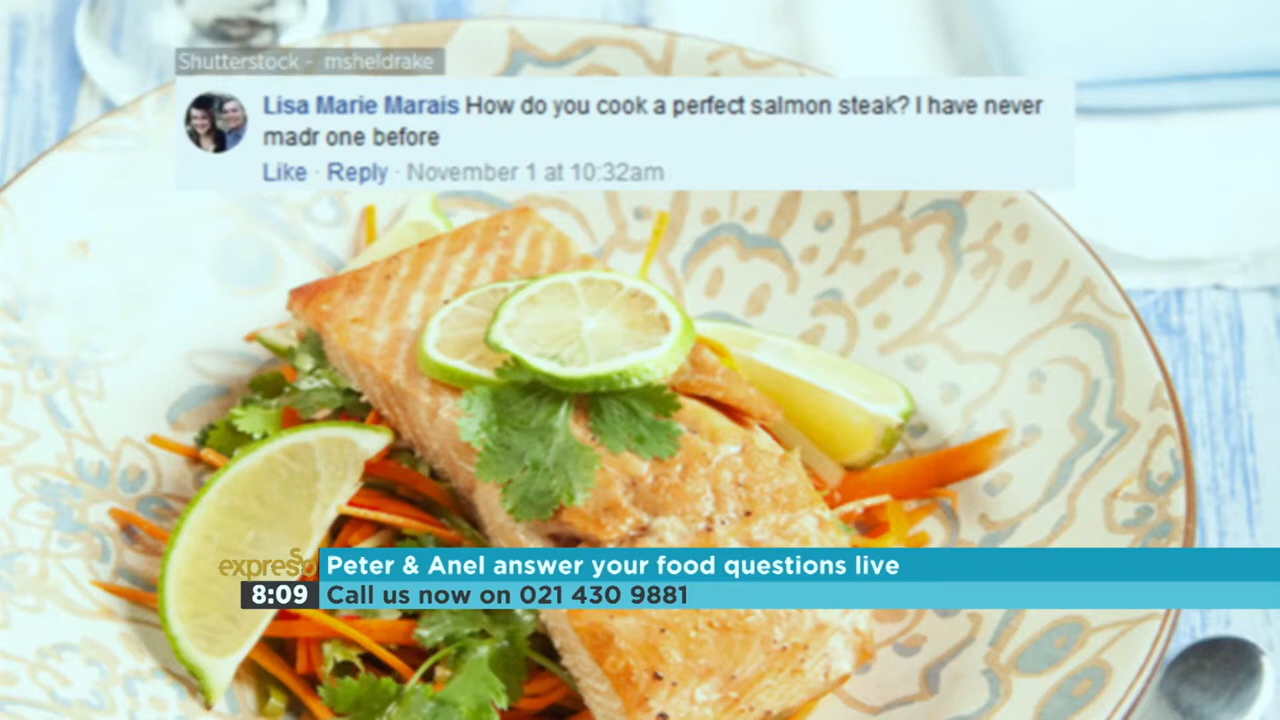 Shutterstock - msheldrake
Lisa Marie Marais How do you cook a perfect salmon steak? I have never
madr one before
Like · Reply · November 1 at 10:32am
expresso
Peter & Anel answer your food questions live
8:09
Call us now on 021 430 9881